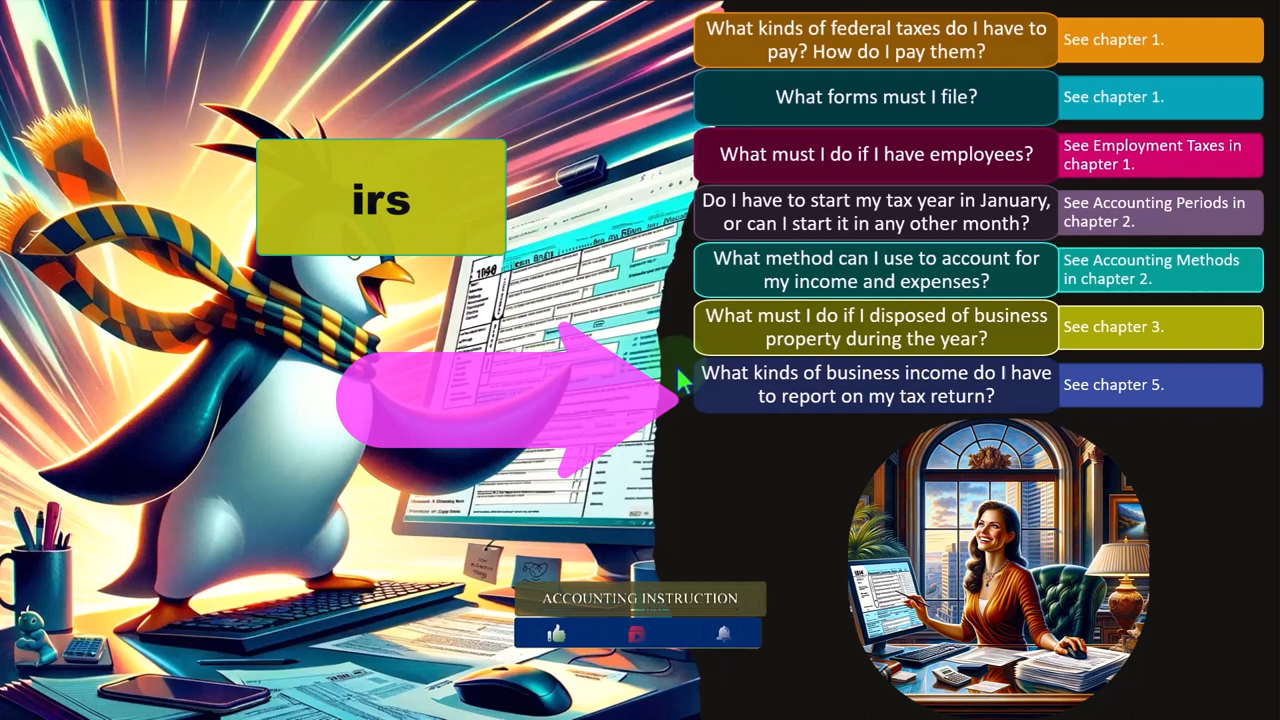 irs
1040
What kinds of federal taxes do I have to
pay? How do I pay them?
See chapter 1.
What forms must I file?
See chapter 1.
What must I do if I have employees?
See Employment Taxes in
chapter 1.
Do I have to start my tax year in January,
or can I start it in any other month?
See Accounting Periods in
chapter 2.
What method can I use to account for
my income and expenses?
See Accounting Methods
in chapter 2.
What must I do if I disposed of business
property during the year?
See chapter 3.
What kinds of business income do I have
to report on my tax return?
See chapter 5.
ACCOUNTING INSTRUCTION